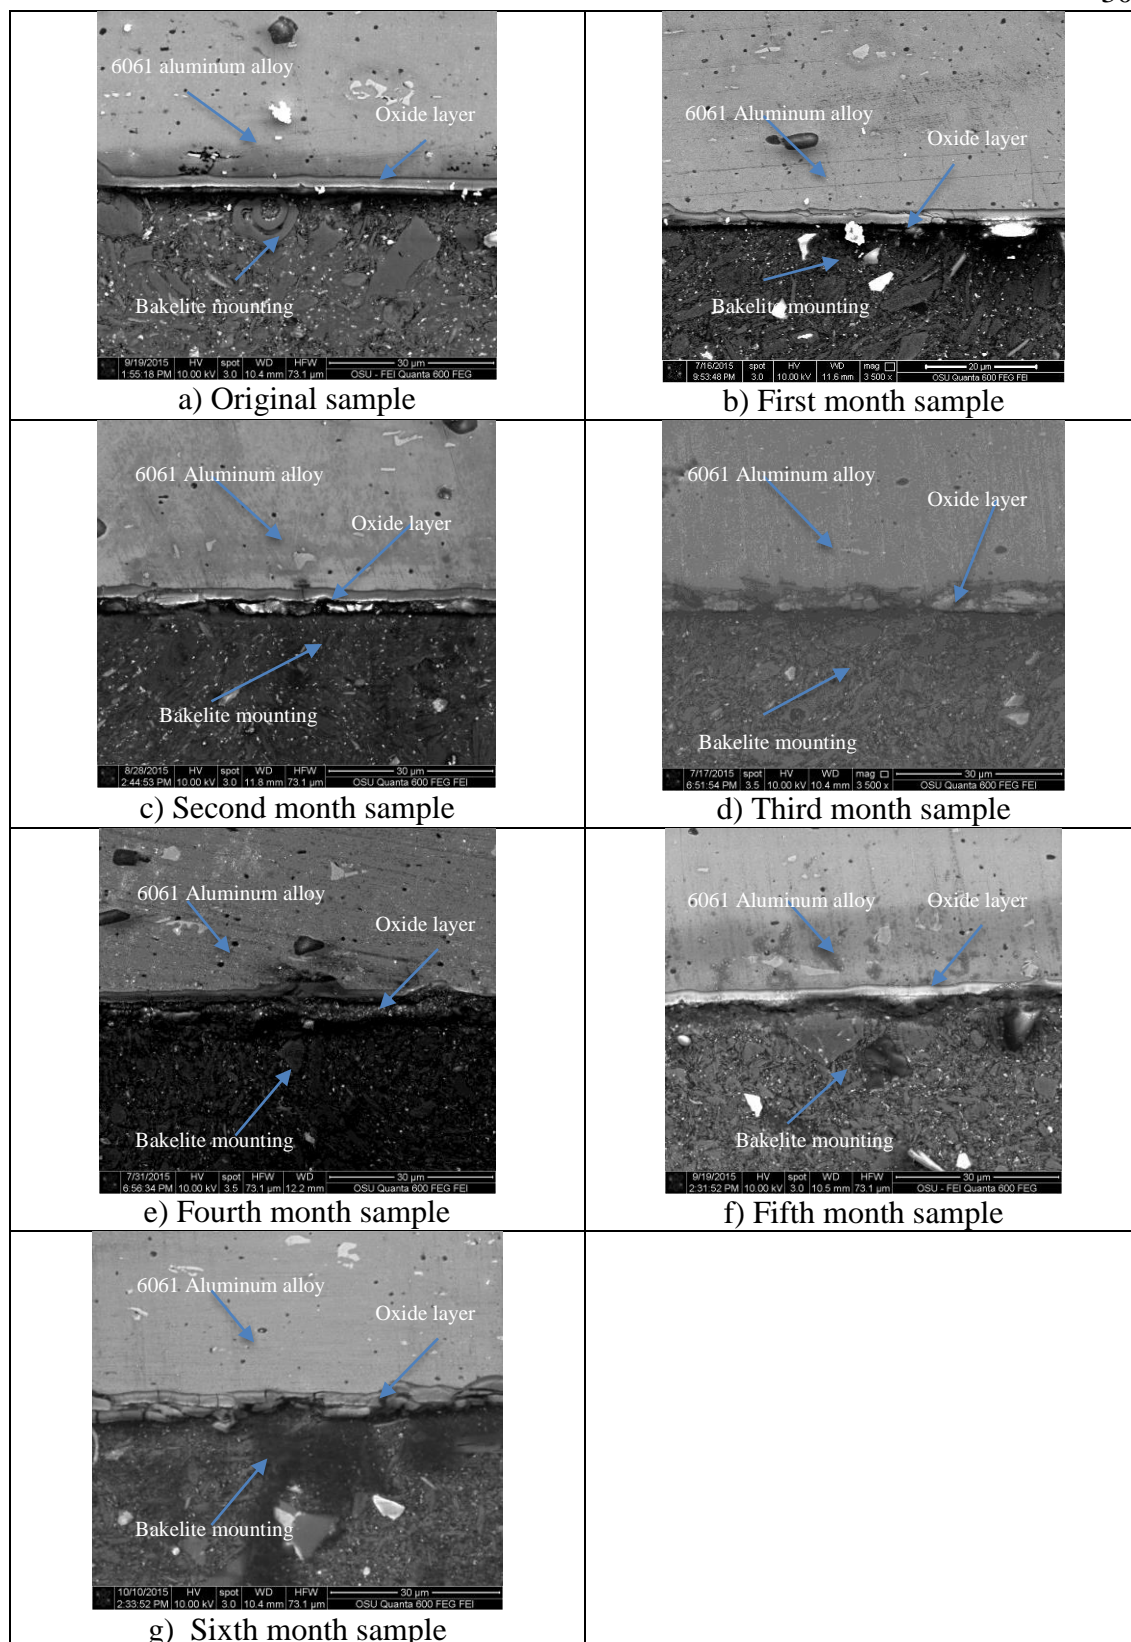 6061 aluminum alloy
Oxide layer
Bakelite mounting
9/19/2015 HV spot WD HFW 30 µm
1:55:18 PM 10.00 kV 3.0 10.4 mm 73.1 µm OSU - FEI Quanta 600 FEG
a) Original sample
6061 Aluminum alloy
Oxide layer
Bakelite mounting
7/16/2015 spot HV WD mag 20 µm
9:53:48 PM 3.0 10.00 kV 11.6 mm 3 500 x OSU Quanta 600 FEG FEI
b) First month sample
6061 Aluminum alloy
Oxide layer
Bakelite mounting
8/28/2015 HV spot WD HFW 30 µm
2:44:53 PM 10.00 kV 3.0 11.8 mm 73.1 µm OSU Quanta 600 FEG FEI
c) Second month sample
6061 Aluminum alloy
Oxide layer
Bakelite mounting
7/17/2015 HV spot WD mag 30 µm
6:51:54 PM 10.00 kV 3.5 10.4 mm 3 500 x OSU Quanta 600 FEG FEI
d) Third month sample
6061 Aluminum alloy
Oxide layer
Bakelite mounting
7/31/2015 HV spot HFW WD 30 µm
6:56:34 PM 10.00 kV 3.5 73.1 µm 12.2 mm OSU Quanta 600 FEG FEI
e) Fourth month sample
6061 Aluminum alloy
Oxide layer
Bakelite mounting
9/19/2015 HV spot WD HFW 30 µm
2:31:52 PM 10.00 kV 3.0 10.5 mm 73.1 µm OSU - FEI Quanta 600 FEG
f) Fifth month sample
6061 Aluminum alloy
Oxide layer
Bakelite mounting
10/10/2015 HV spot WD HFW 30 µm
2:33:52 PM 10.00 kV 3.0 10.4 mm 73.1 µm OSU Quanta 600 FEG FEI
g) Sixth month sample